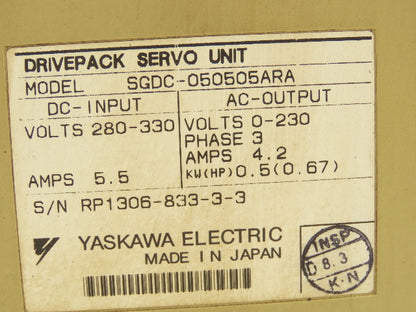 DRIVEPACK SERVO UNIT
MODEL SGDC-050505ARA
DC-INPUT AC-OUTPUT
VOLTS 280-330 VOLTS 0-230
PHASE 3
AMPS 4.2
AMPS 5.5 KW(HP)0.5(0.67)
S/N RP1306-833-3-3
YASKAWA ELECTRIC
MADE IN JAPAN
INSP
D 8.3
K·N